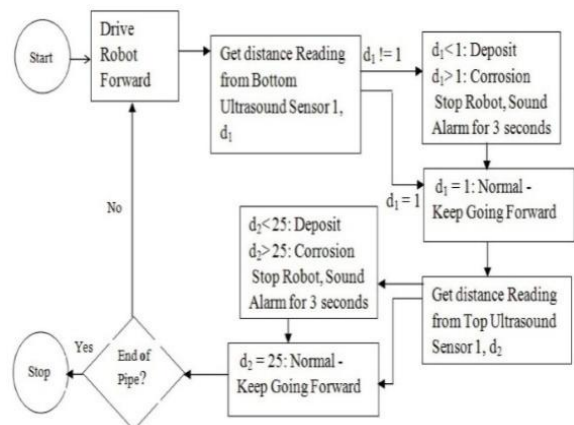 Start
Drive
Robot
Forward
Get distance Reading
from Bottom
Ultrasound Sensor 1,
d₁
d₁ != 1
d₁<1: Deposit
d₁>1: Corrosion
Stop Robot, Sound
Alarm for 3 seconds
d₁ = 1
d₁ = 1: Normal -
Keep Going Forward
Get distance Reading
from Top Ultrasound
Sensor 1, d₂
d₂<25: Deposit
d₂>25: Corrosion
Stop Robot, Sound
Alarm for 3 seconds
d₂ = 25: Normal -
Keep Going Forward
End of
Pipe?
No
Yes
Stop